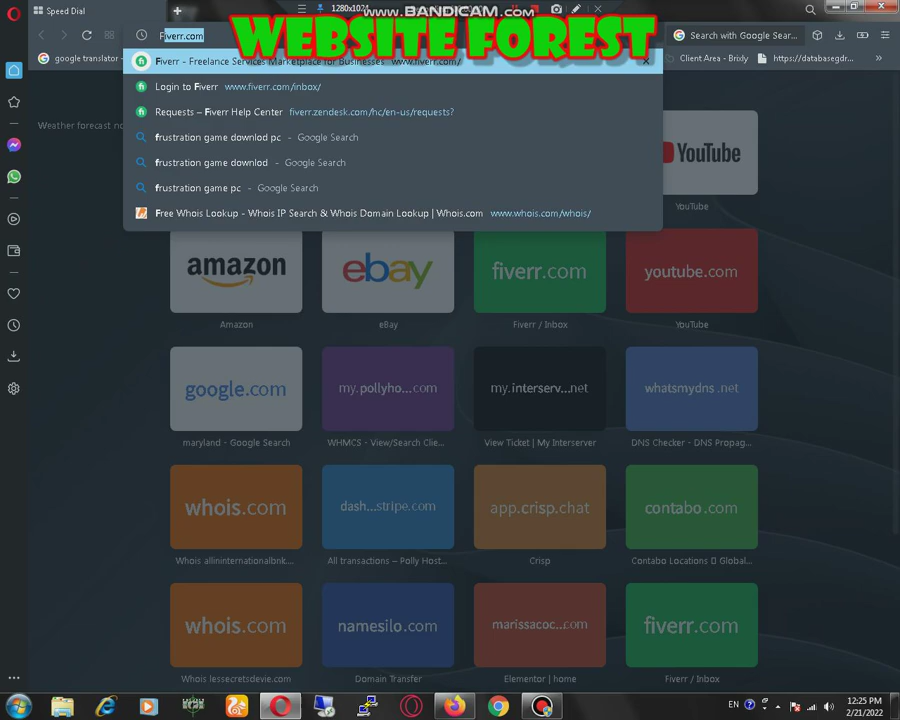 Speed Dial
1280x1024
www.BANDICAM.com
WEBSITE FOREST
Fiverr.com
Search with Google Sear...
google translator -
Client Area - Brixly
https://databasegdr...
Fiverr - Freelance Services Marketplace for Businesses www.fiverr.com/
Login to Fiverr www.fiverr.com/inbox/
Requests – Fiverr Help Center fiverr.zendesk.com/hc/en-us/requests?
frustration game downlod pc - Google Search
frustration game downlod - Google Search
frustration game pc - Google Search
Free Whois Lookup - Whois IP Search & Whois Domain Lookup | Whois.com www.whois.com/whois/
Weather forecast no
YouTube
YouTube
amazon
ebay
fiverr.com
youtube.com
Amazon
eBay
Fiverr / Inbox
YouTube
google.com
my.pollyho...com
my.interserv...net
whatsmydns.net
maryland - Google Search
WHMCS - View/Search Clie...
View Ticket | My Interserver
DNS Checker - DNS Propag...
whois.com
dash...stripe.com
app.crisp.chat
contabo.com
Whois allininternationalbnk...
All transactions – Polly Host...
Crisp
Contabo Locations ▯ Global...
whois.com
namesilo.com
marissacoc...com
fiverr.com
Whois lessecretsdevie.com
Domain Transfer
Elementor | home
Fiverr / Inbox
EN
12:25 PM
2/21/2022